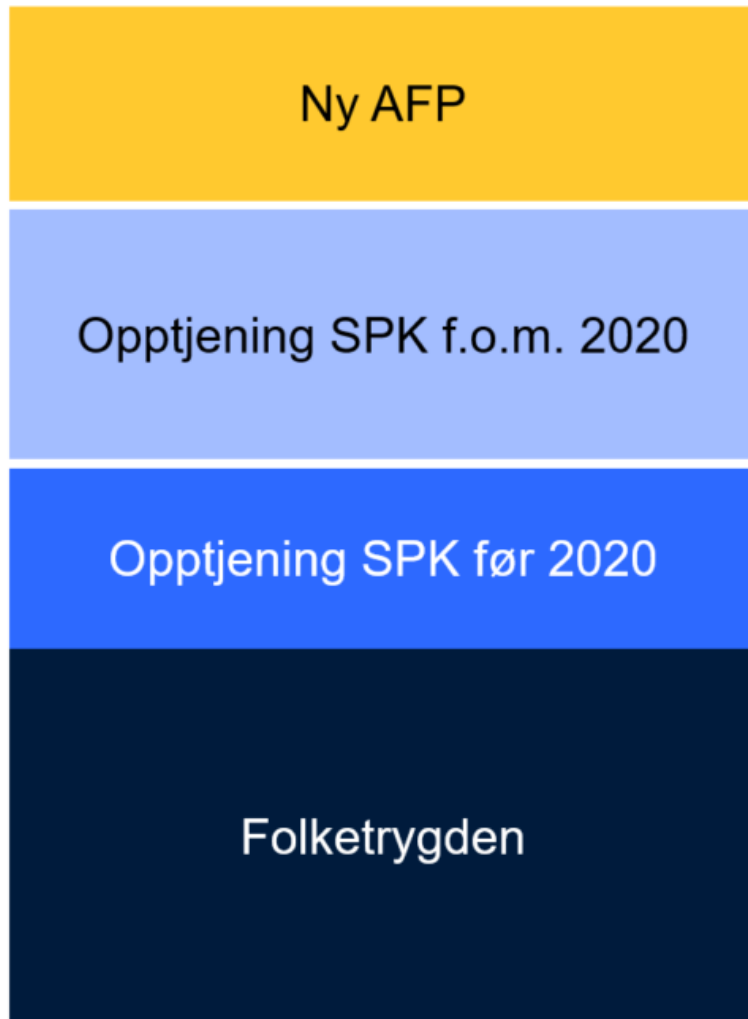 Ny AFP
Opptjening SPK f.o.m. 2020
Opptjening SPK før 2020
Folketrygden